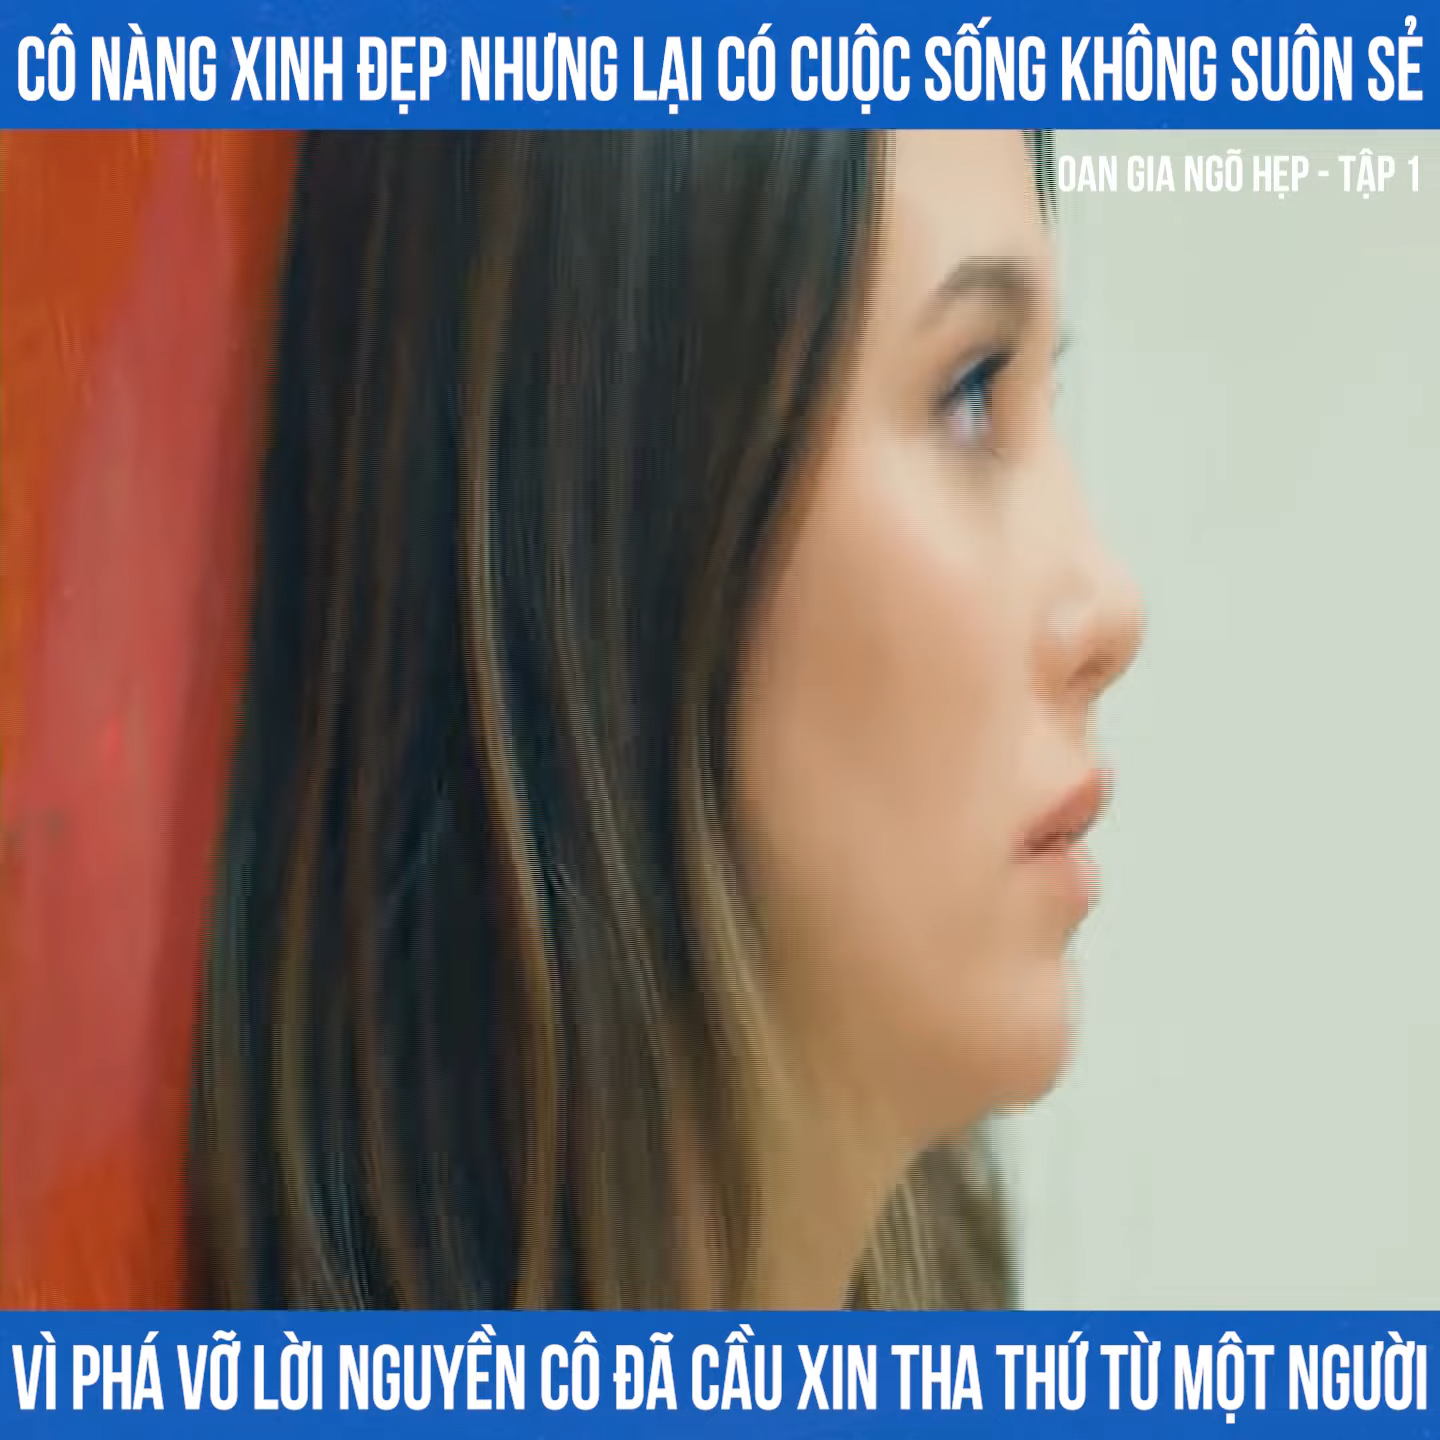 CÔ NÀNG XINH ĐẸP NHƯNG LẠI CÓ CUỘC SỐNG KHÔNG SUÔN SẺ
OAN GIA NGÕ HẸP - TẬP 1
VÌ PHÁ VỠ LỜI NGUYỀN CÔ ĐÃ CẦU XIN THA THỨ TỪ MỘT NGƯỜI